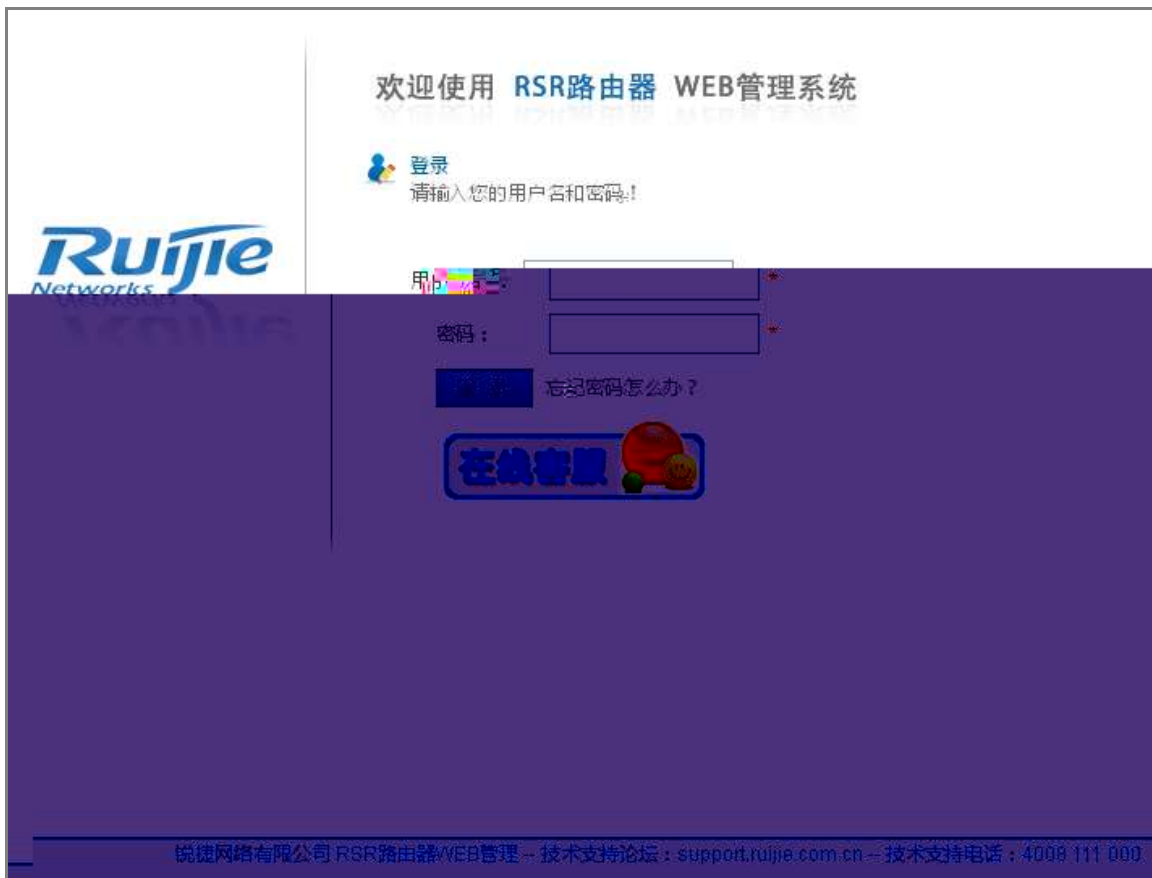 欢迎使用 RSR路由器 WEB管理系统
登录
请输入您的用户名和密码!
Ruijie
Networks
用户名： *
密码： *
忘记密码怎么办？
在线客服
锐捷网络有限公司 RSR路由器WEB管理 -- 技术支持论坛：support.ruijie.com.cn -- 技术支持电话：4008 111 000